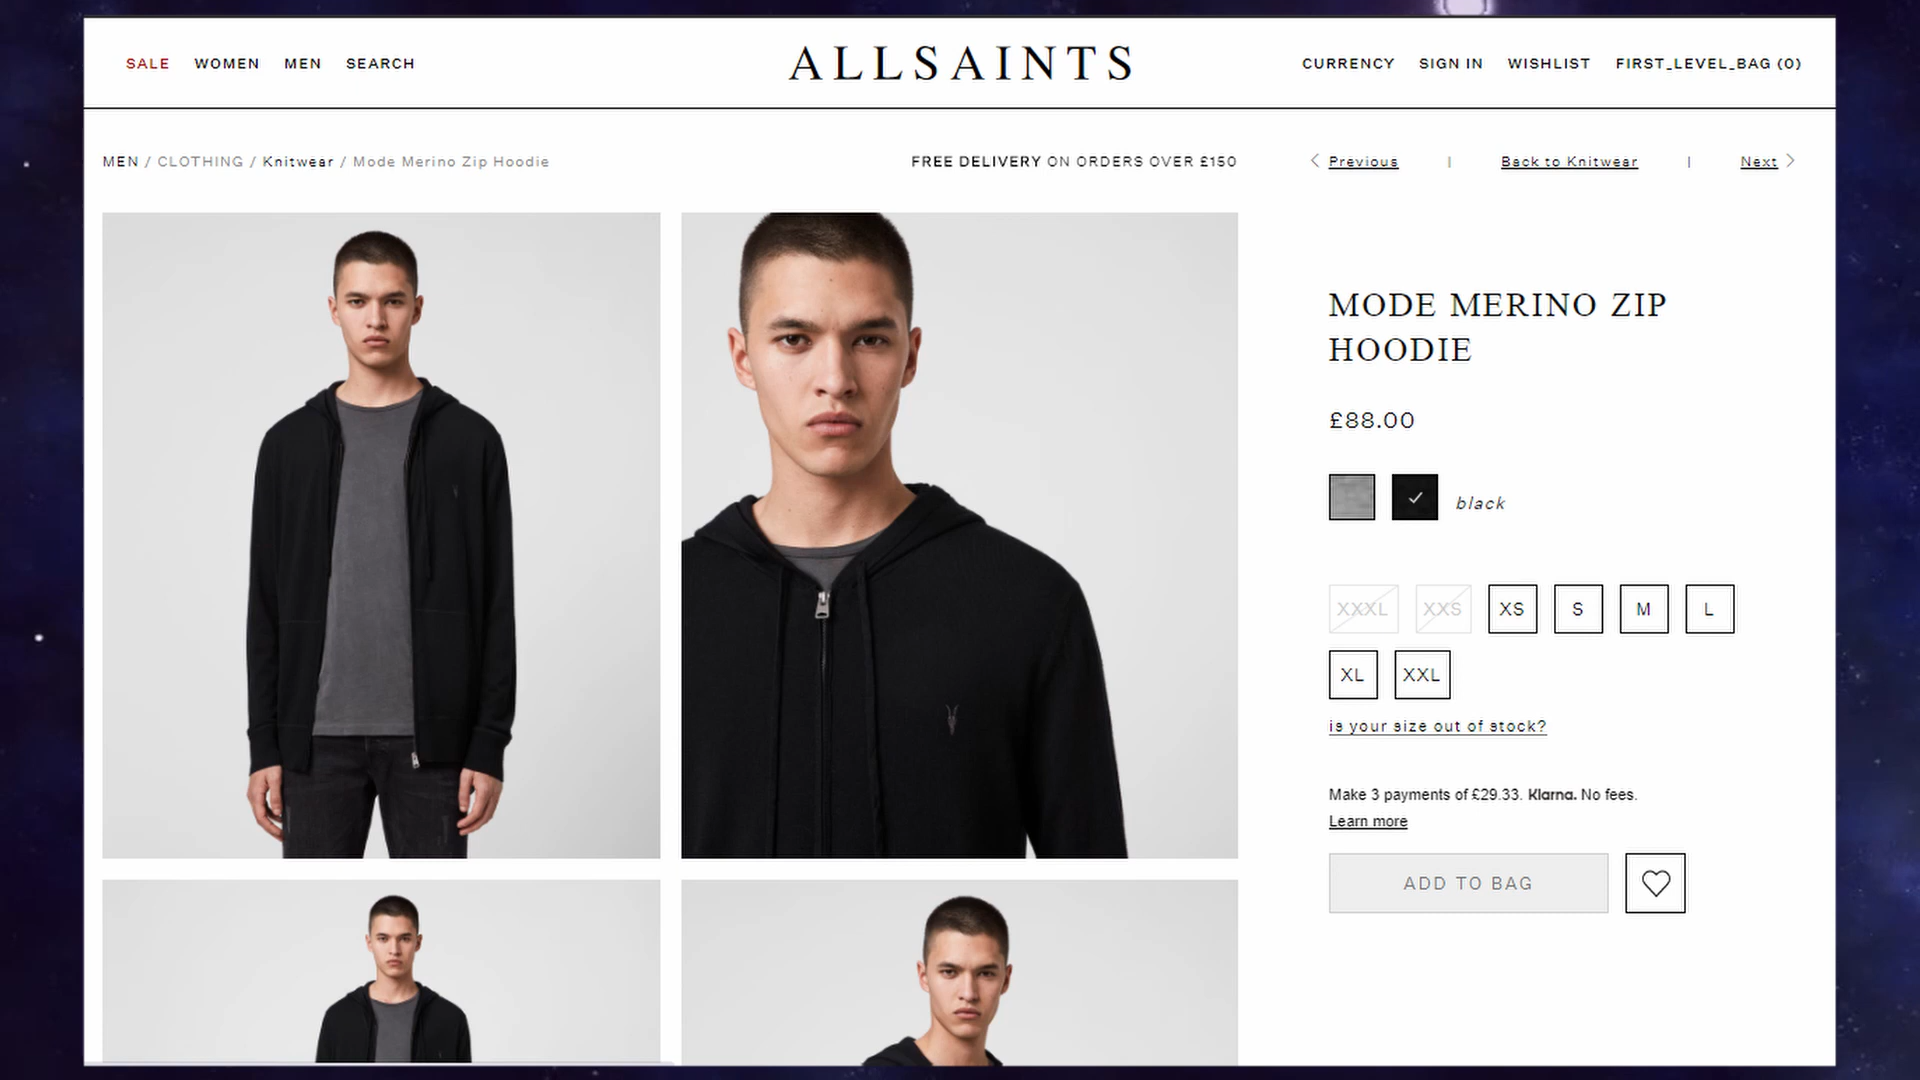 SALE WOMEN MEN SEARCH ALLSAINTS CURRENCY SIGN IN WISHLIST FIRST_LEVEL_BAG (0)
MEN / CLOTHING / Knitwear / Mode Merino Zip Hoodie FREE DELIVERY ON ORDERS OVER £150 Previous | Back to Knitwear | Next
MODE MERINO ZIP
HOODIE
£88.00
black
XXXL XXS XS S M L
XL XXL
is your size out of stock?
Make 3 payments of £29.33. Klarna. No fees.
Learn more
ADD TO BAG